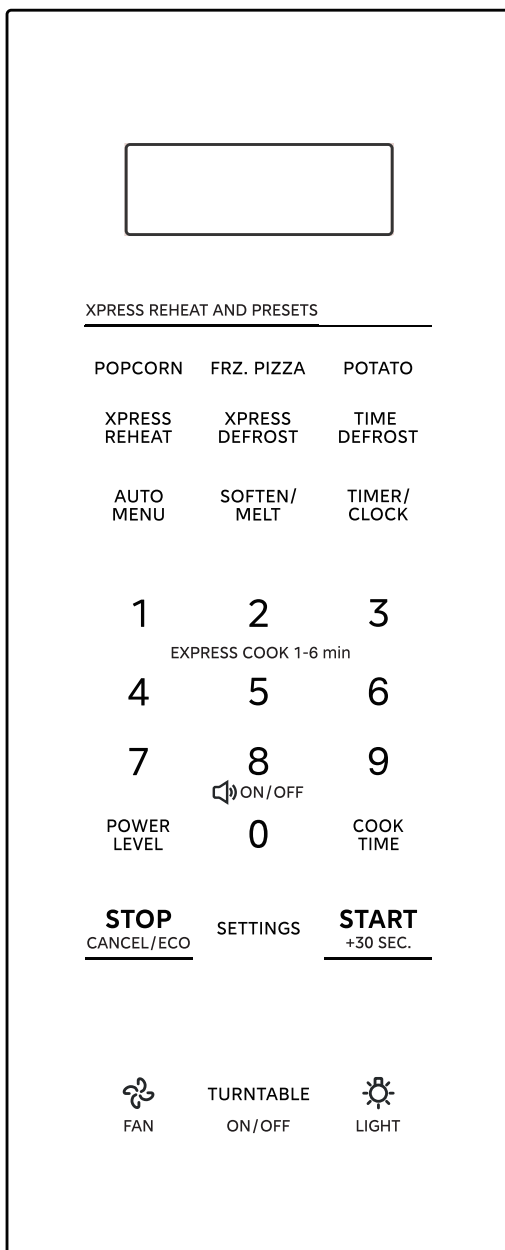 XPRESS REHEAT AND PRESETS
POPCORN FRZ. PIZZA POTATO
XPRESS REHEAT XPRESS DEFROST TIME DEFROST
AUTO MENU SOFTEN/ MELT TIMER/ CLOCK
1 2 3
EXPRESS COOK 1-6 min
4 5 6
7 8 9
ON/OFF
POWER LEVEL 0 COOK TIME
STOP CANCEL/ECO SETTINGS START +30 SEC.
TURNTABLE
FAN ON/OFF LIGHT